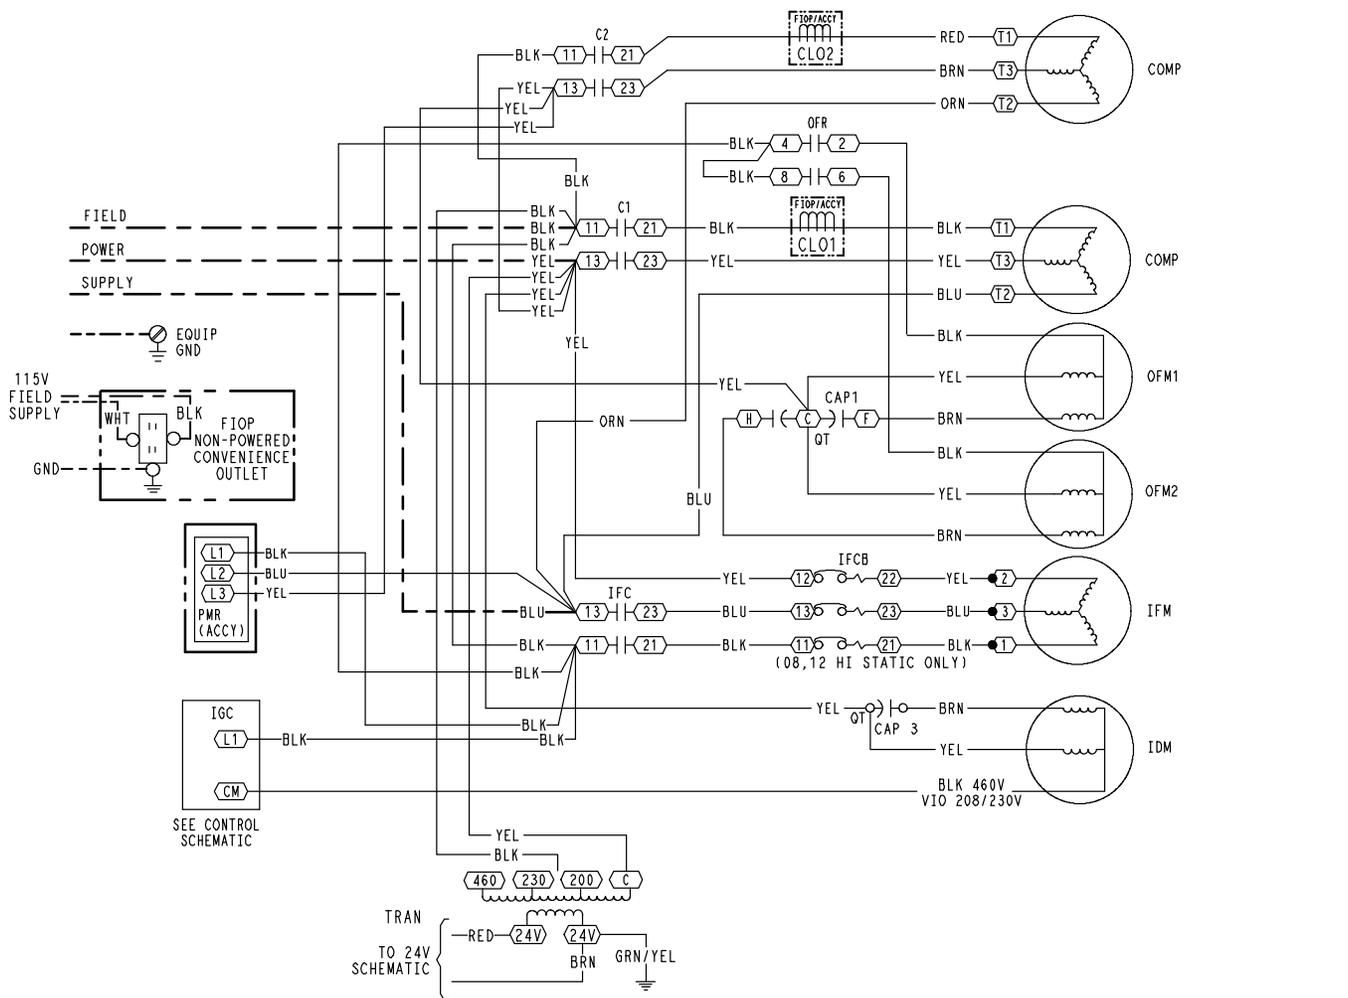 C2
BLK 11 21
FIOP/ACCY
CLO2
RED T1
YEL 13 23
BRN T3
COMP
YEL
ORN T2
YEL
OFR
BLK 4 2
BLK 8 6
BLK
FIOP/ACCY
CLO1
FIELD
BLK
C1
BLK 11 21 BLK
BLK T1
BLK
POWER
YEL 13 23 YEL
YEL T3
COMP
YEL
SUPPLY
YEL
BLU T2
YEL
EQUIP
GND
YEL
BLK
115V
FIELD
SUPPLY
WHT
BLK
FIOP
NON-POWERED
CONVENIENCE
OUTLET
GND
YEL
YEL
OFM1
CAP1
ORN
H C F
BRN
QT
BLK
BLU
YEL
OFM2
BRN
L1 BLK
L2 BLU
L3 YEL
PMR
(ACCY)
IFCB
YEL 12 22 YEL 2
IFC
BLU 13 23 BLU 13 23 BLU 3
IFM
BLK 11 21 BLK 11 21 BLK 1
(08,12 HI STATIC ONLY)
BLK
IGC
L1 BLK
BLK
BLK
YEL
QT
CAP 3
BRN
YEL
IDM
CM
BLK 460V
VIO 208/230V
SEE CONTROL
SCHEMATIC
YEL
BLK
460 230 200 C
TRAN
RED 24V 24V
GRN/YEL
TO 24V
SCHEMATIC
BRN